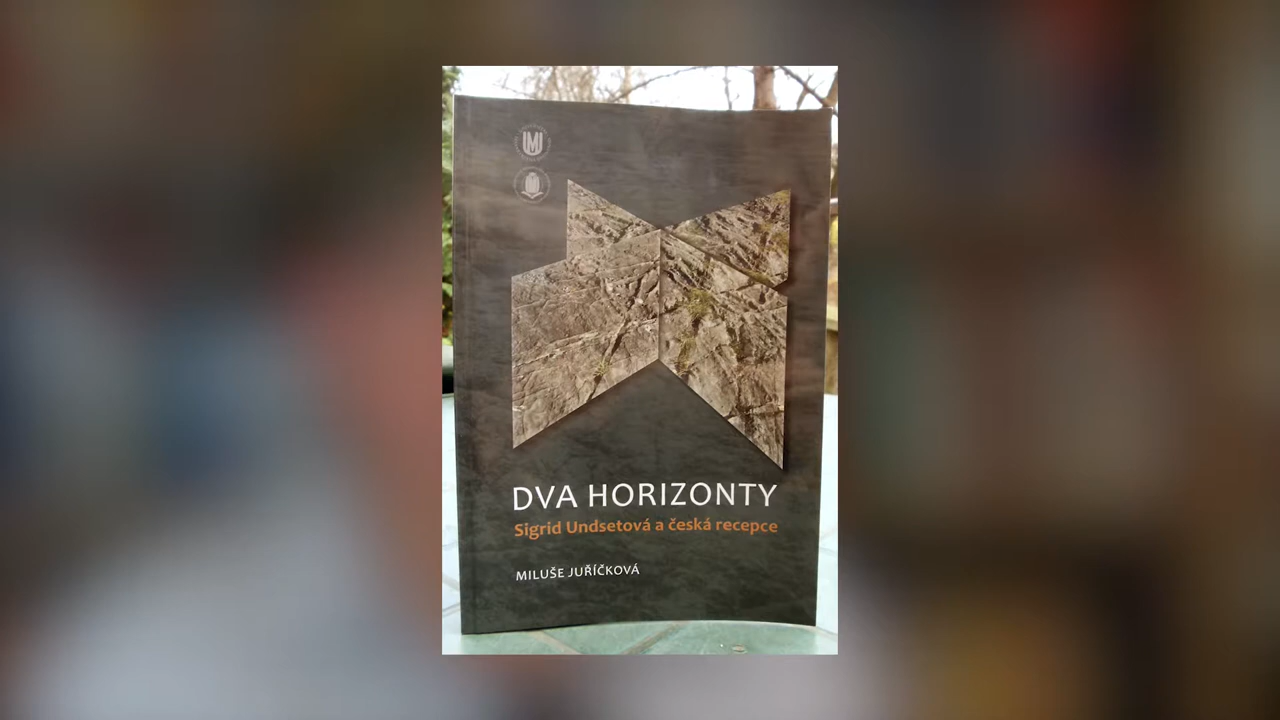 DVA HORIZONTY
Sigrid Undsetová a česká recepce
MILUŠE JUŘÍČKOVÁ